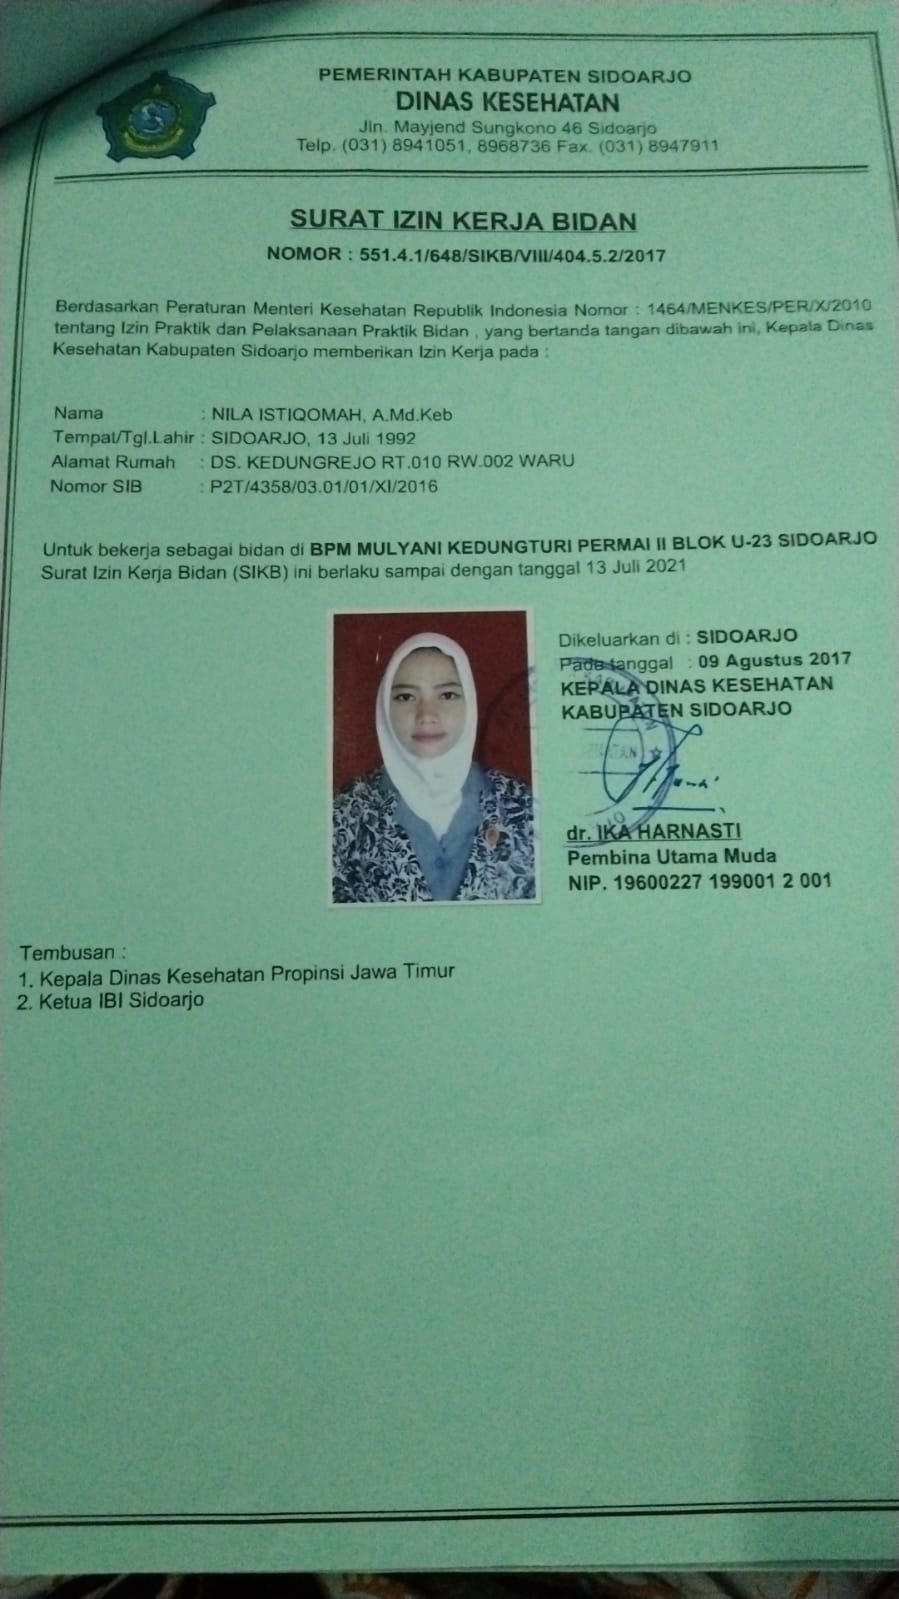 PEMERINTAH KABUPATEN SIDOARJO
DINAS KESEHATAN
Jln. Mayjend Sungkono 46 Sidoarjo
Telp. (031) 8941051, 8968736 Fax. (031) 8947911
SURAT IZIN KERJA BIDAN
NOMOR : 551.4.1/648/SIKB/VIII/404.5.2/2017
Berdasarkan Peraturan Menteri Kesehatan Republik Indonesia Nomor : 1464/MENKES/PER/X/2010
tentang Izin Praktik dan Pelaksanaan Praktik Bidan , yang bertanda tangan dibawah ini, Kepala Dinas
Kesehatan Kabupaten Sidoarjo memberikan Izin Kerja pada :
Nama : NILA ISTIQOMAH, A.Md.Keb
Tempat/Tgl.Lahir : SIDOARJO, 13 Juli 1992
Alamat Rumah : DS. KEDUNGREJO RT.010 RW.002 WARU
Nomor SIB : P2T/4358/03.01/01/XI/2016
Untuk bekerja sebagai bidan di BPM MULYANI KEDUNGTURI PERMAI II BLOK U-23 SIDOARJO
Surat Izin Kerja Bidan (SIKB) ini berlaku sampai dengan tanggal 13 Juli 2021
Dikeluarkan di : SIDOARJO
Pada tanggal : 09 Agustus 2017
KEPALA DINAS KESEHATAN
KABUPATEN SIDOARJO
dr. IKA HARNASTI
Pembina Utama Muda
NIP. 19600227 199001 2 001
Tembusan :
1. Kepala Dinas Kesehatan Propinsi Jawa Timur
2. Ketua IBI Sidoarjo